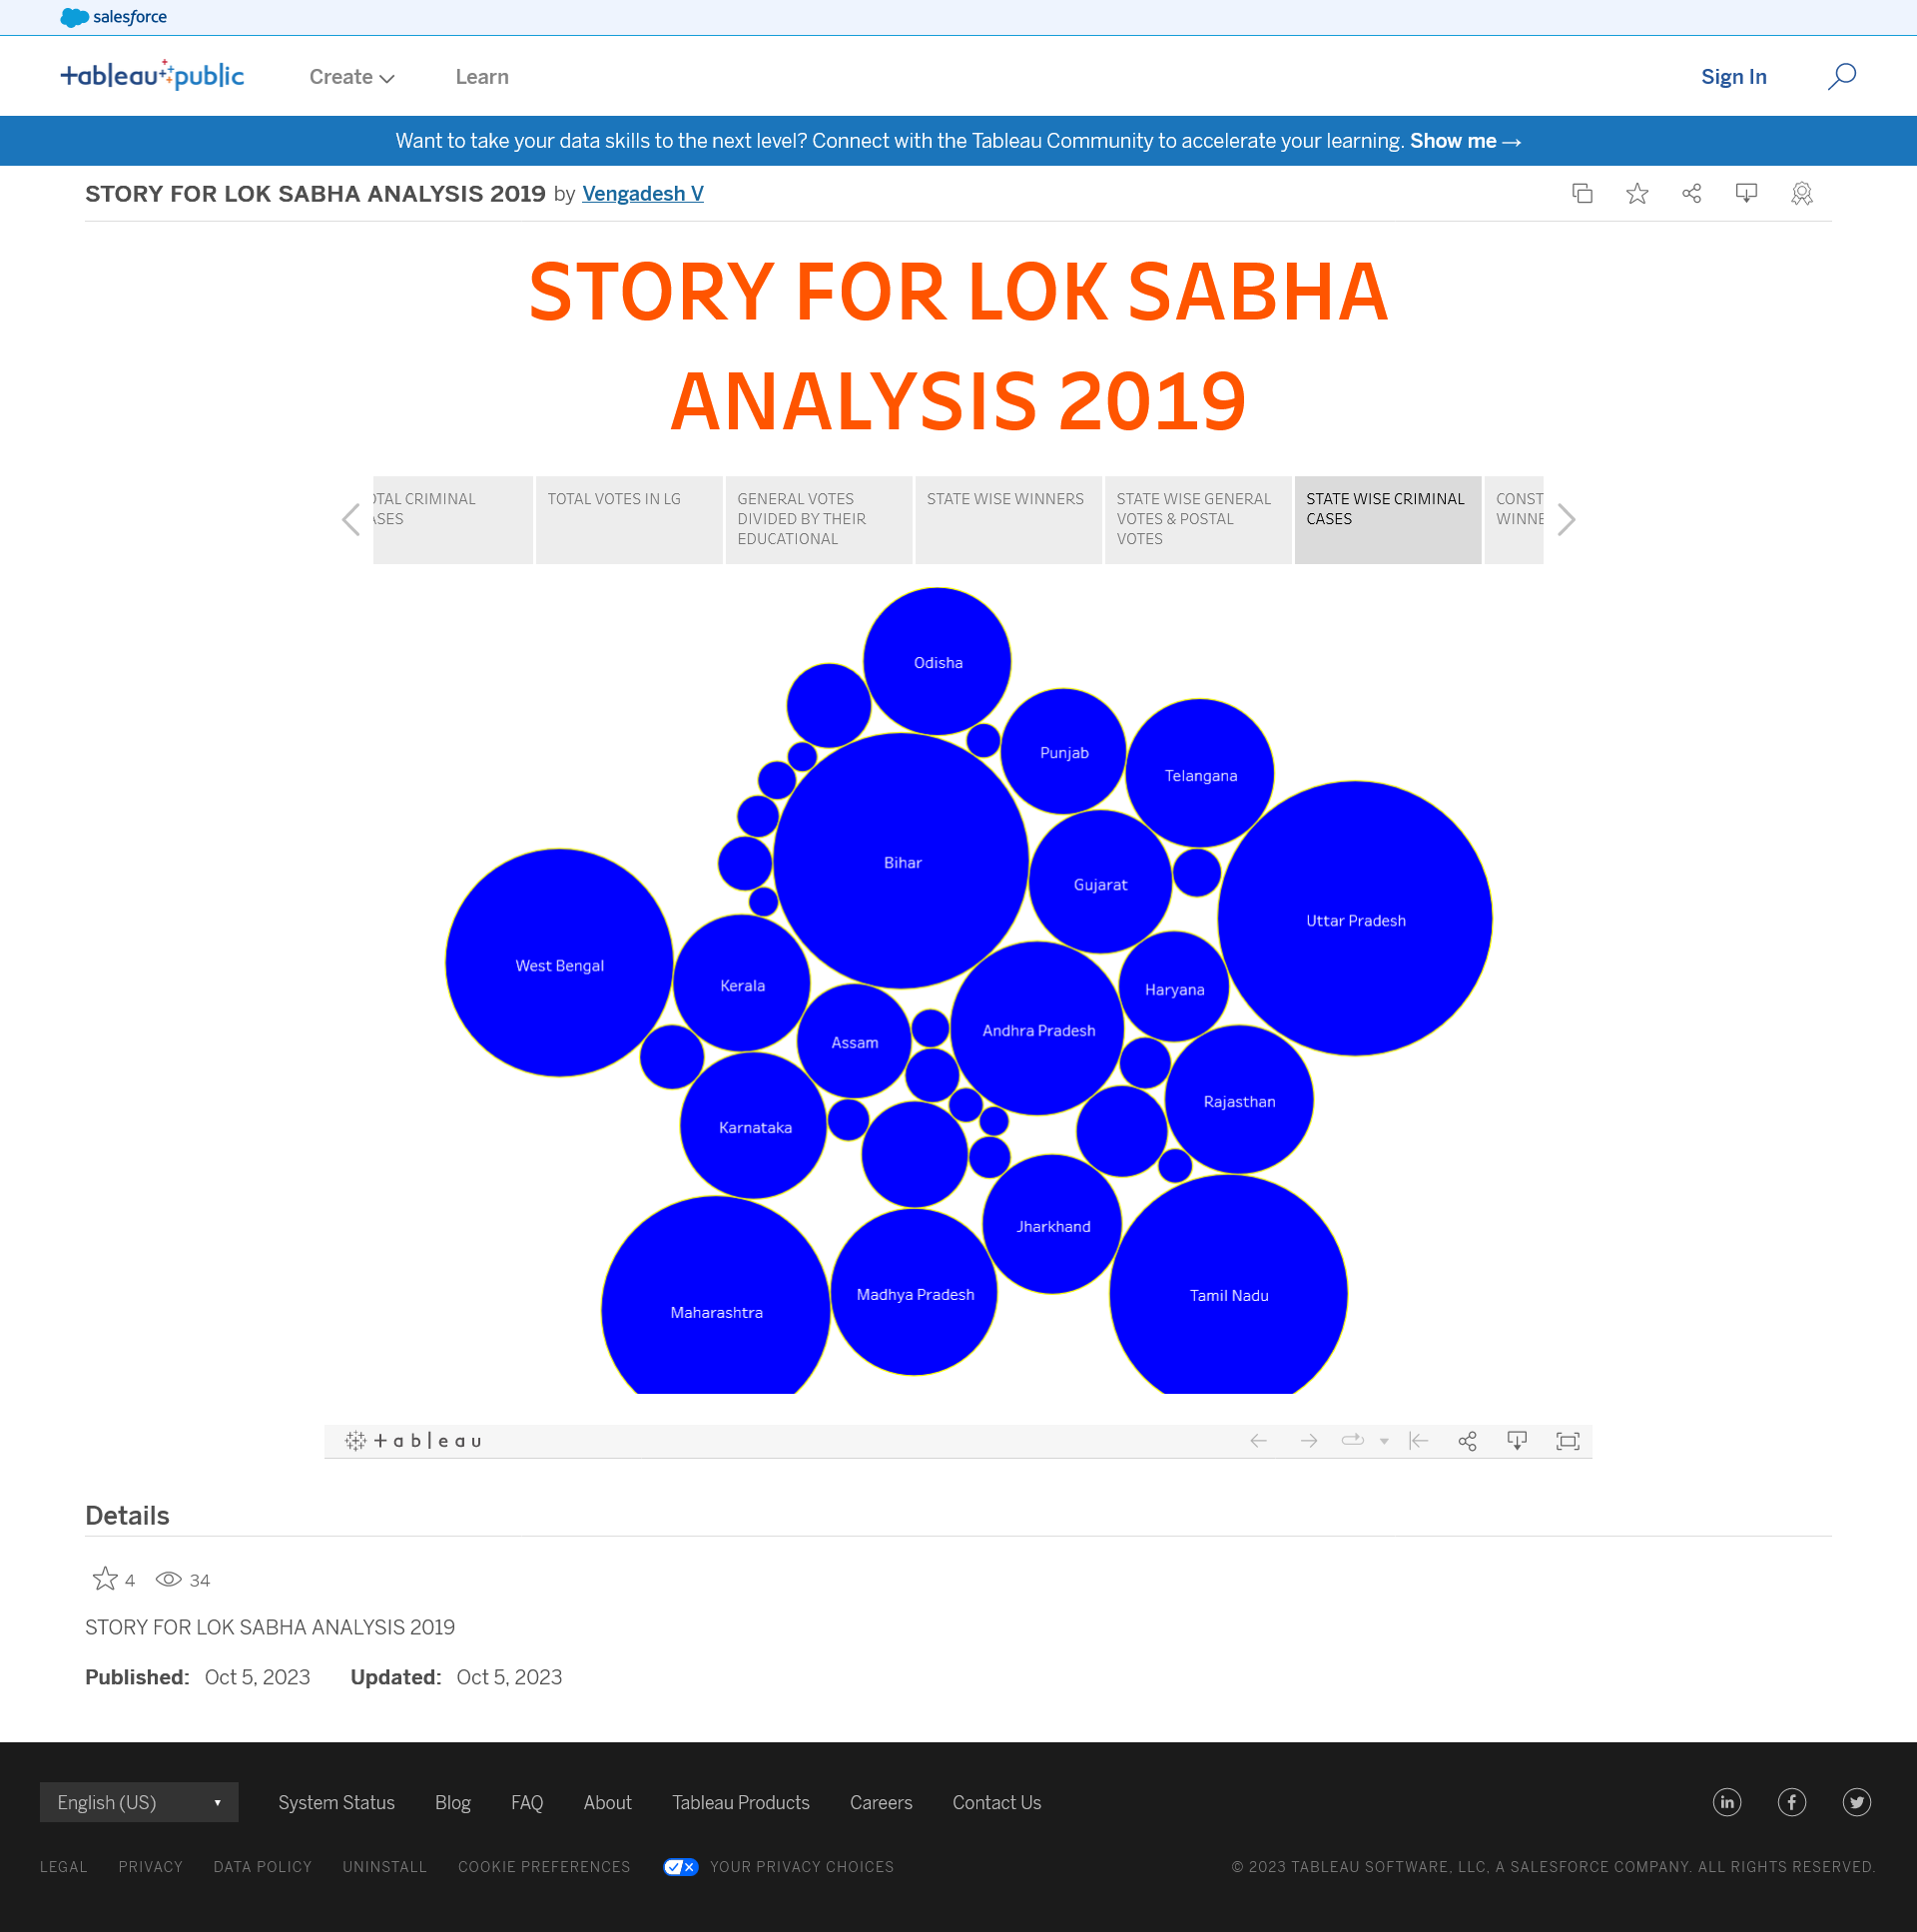 salesforce
tableau public
Create
Learn
Sign In
Want to take your data skills to the next level? Connect with the Tableau Community to accelerate your learning. Show me →
STORY FOR LOK SABHA ANALYSIS 2019 by Vengadesh V
STORY FOR LOK SABHA
ANALYSIS 2019
OTAL CRIMINAL
ASES
TOTAL VOTES IN LG
GENERAL VOTES
DIVIDED BY THEIR
EDUCATIONAL
STATE WISE WINNERS
STATE WISE GENERAL
VOTES & POSTAL
VOTES
STATE WISE CRIMINAL
CASES
CONST
WINNE
Odisha
Punjab
Telangana
Bihar
Gujarat
Uttar Pradesh
West Bengal
Kerala
Haryana
Assam
Andhra Pradesh
Rajasthan
Karnataka
Jharkhand
Madhya Pradesh
Tamil Nadu
Maharashtra
+ableau
Details
4
34
STORY FOR LOK SABHA ANALYSIS 2019
Published: Oct 5, 2023 Updated: Oct 5, 2023
English (US)
System Status
Blog
FAQ
About
Tableau Products
Careers
Contact Us
LEGAL
PRIVACY
DATA POLICY
UNINSTALL
COOKIE PREFERENCES
YOUR PRIVACY CHOICES
© 2023 TABLEAU SOFTWARE, LLC, A SALESFORCE COMPANY. ALL RIGHTS RESERVED.